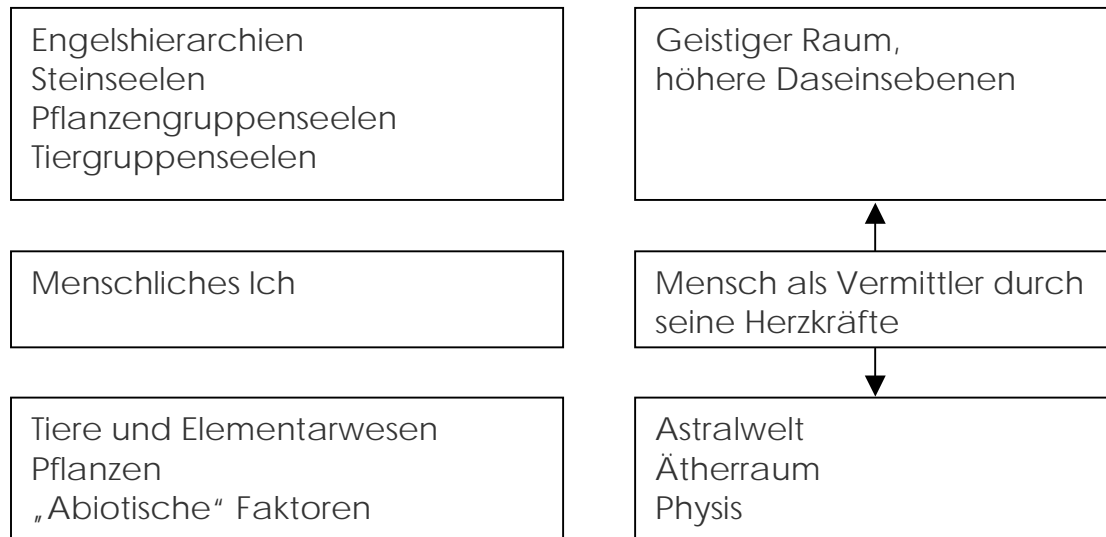 Engelshierarchien
Steinseelen
Pflanzengruppenseelen
Tiergruppenseelen
Geistiger Raum,
höhere Daseinsebenen
Menschliches Ich
Mensch als Vermittler durch
seine Herzkräfte
Tiere und Elementarwesen
Pflanzen
„Abiotische“ Faktoren
Astralwelt
Ätherraum
Physis